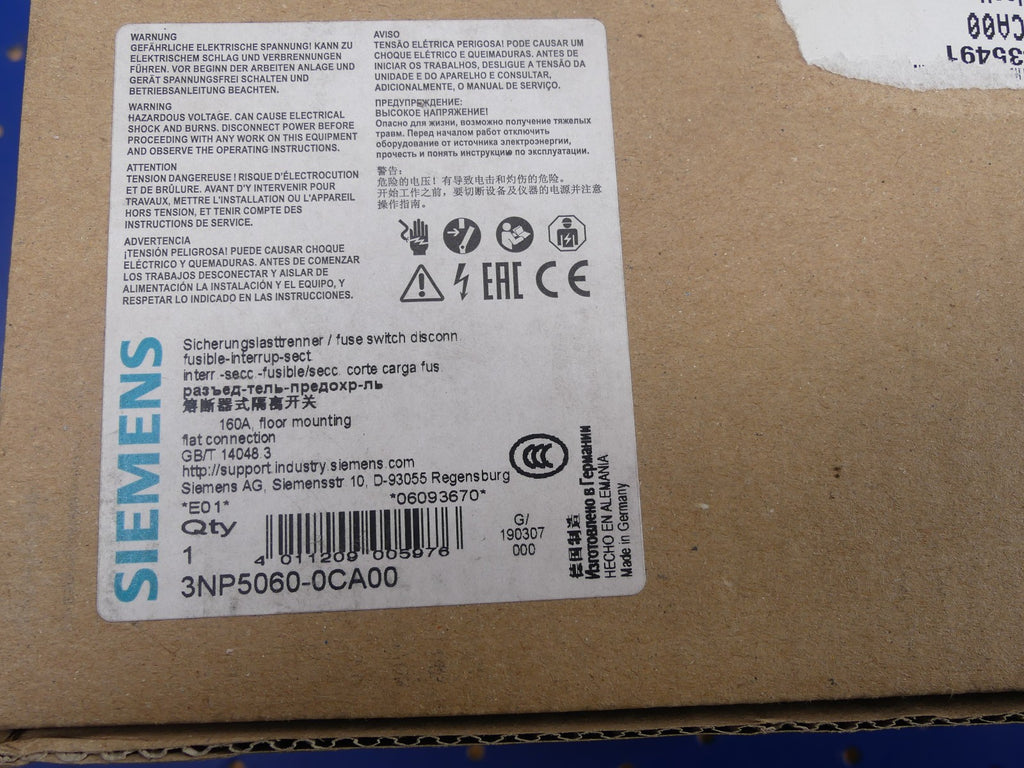 WARNUNG
GEFÄHRLICHE ELEKTRISCHE SPANNUNG! KANN ZU
ELEKTRISCHEM SCHLAG UND VERBRENNUNGEN
FÜHREN. VOR BEGINN DER ARBEITEN ANLAGE UND
GERÄT SPANNUNGSFREI SCHALTEN UND
BETRIEBSANLEITUNG BEACHTEN.
WARNING
HAZARDOUS VOLTAGE. CAN CAUSE ELECTRICAL
SHOCK AND BURNS. DISCONNECT POWER BEFORE
PROCEEDING WITH ANY WORK ON THIS EQUIPMENT
AND OBSERVE THE OPERATING INSTRUCTIONS.
ATTENTION
TENSION DANGEREUSE ! RISQUE D'ÉLECTROCUTION
ET DE BRÛLURE. AVANT D'Y INTERVENIR POUR
TRAVAUX, METTRE L'INSTALLATION OU L'APPAREIL
HORS TENSION, ET TENIR COMPTE DES
INSTRUCTIONS DE SERVICE.
ADVERTENCIA
¡TENSIÓN PELIGROSA! PUEDE CAUSAR CHOQUE
ELÉCTRICO Y QUEMADURAS. ANTES DE COMENZAR
LOS TRABAJOS DESCONECTAR Y AISLAR DE
ALIMENTACIÓN LA INSTALACIÓN Y EL EQUIPO, Y
RESPETAR LO INDICADO EN LAS INSTRUCCIONES.
AVISO
TENSÃO ELÉTRICA PERIGOSA! PODE CAUSAR UM
CHOQUE ELÉTRICO E QUEIMADURAS. ANTES DE
INICIAR OS TRABALHOS, DESLIGUE A TENSÃO DA
UNIDADE E DO APARELHO E CONSULTAR,
ADICIONALMENTE, O MANUAL DE SERVIÇO.
ПРЕДУПРЕЖДЕНИЕ:
ВЫСОКОЕ НАПРЯЖЕНИЕ!
Опасно для жизни, возможно получение тяжелых
травм. Перед началом работ отключить
оборудование от источника электроэнергии,
прочесть и понять инструкцию по эксплуатации.
警告:
危险的电压! 有导致电击和灼伤的危险。
开始工作之前, 要切断设备及仪器的电源并注意
操作指南。
EAC CE
SIEMENS
Sicherungslasttrenner / fuse switch disconn.
fusible-interrup-sect.
interr.-secc.-fusible/secc. corte carga fus.
разъед-тель-предохр-ль
熔断器式隔离开关
160A, floor mounting
flat connection
GB/T 14048.3
http://support.industry.siemens.com
Siemens AG, Siemensstr. 10, D-93055 Regensburg
*E01*
*06093670*
Qty
1
4 011209 005976
3NP5060-0CA00
G/
190307
000
CCC
德国制造
Изготовлено в Германии
HECHO EN ALEMANIA
Made in Germany
CA00
35491